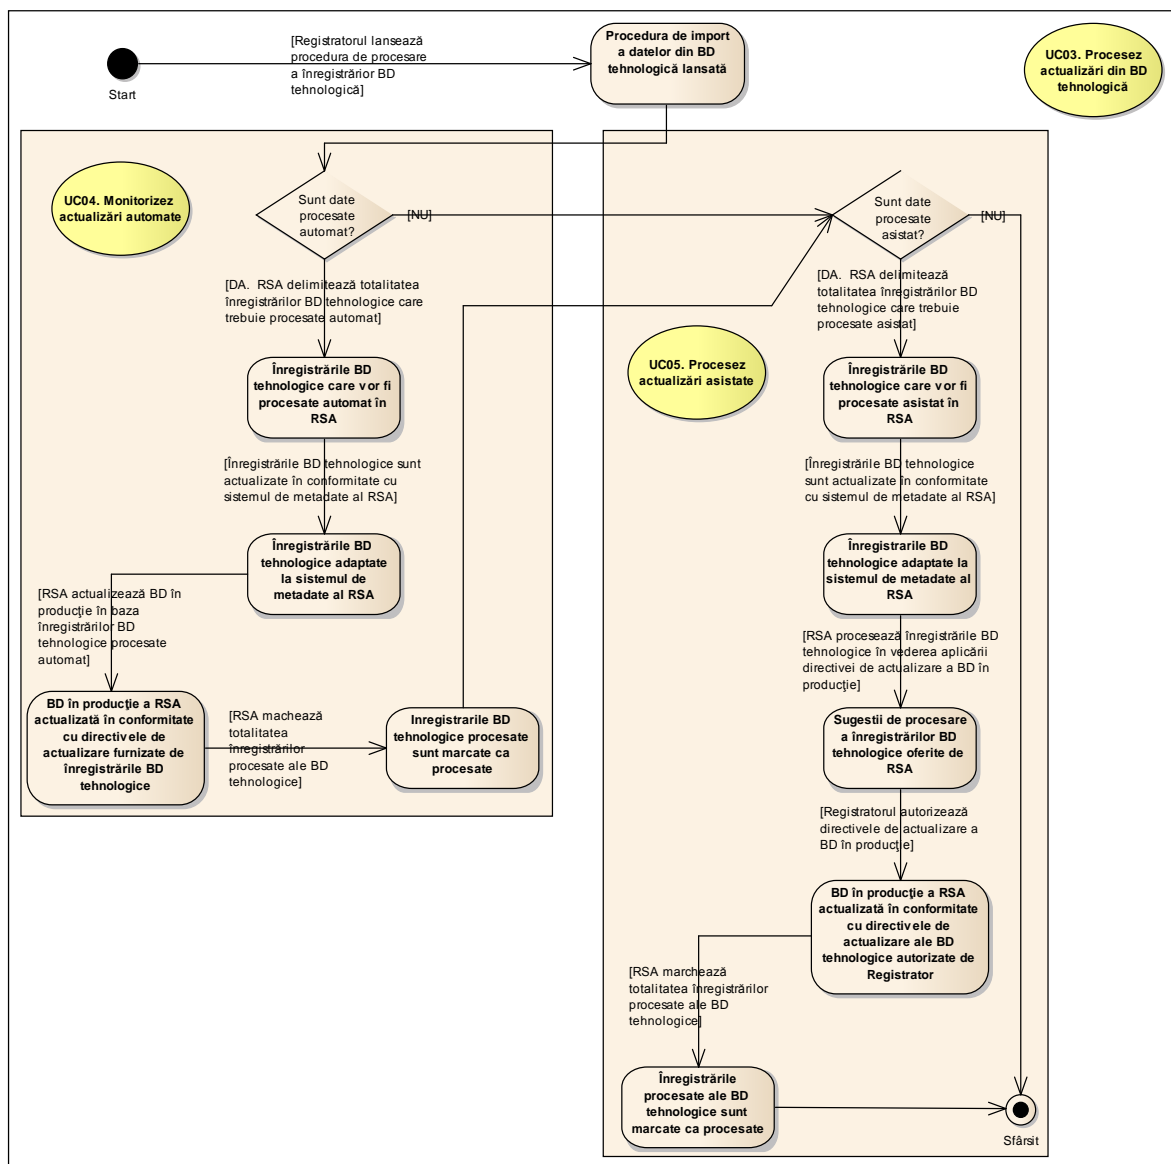 [Registratorul lansează
procedura de procesare
a înregistrărior BD
tehnologică]
Start
Procedura de import
a datelor din BD
tehnologică lansată
UC03. Procesez
actualizări din BD
tehnologică
UC04. Monitorizez
actualizări automate
Sunt date
procesate
automat?
[NU]
[DA.  RSA delimitează totalitatea
înregistrărilor BD tehnologice care
trebuie procesate automat]
Înregistrările BD
tehnologice care vor fi
procesate automat în
RSA
[Înregistrările BD tehnologice sunt
actualizate în conformitate cu
sistemul de metadate al RSA]
Înregistrările BD
tehnologice adaptate
la sistemul de
metadate al RSA
[RSA actualizează BD în
producţie în baza
înregistrărilor BD
tehnologice procesate
automat]
BD în producţie a RSA
actualizată în conformitate
cu directivele de
actualizare furnizate de
înregistrările BD
tehnologice
[RSA machează
totalitatea
înregistrărilor
procesate ale BD
tehnologice]
Inregistrarile BD
tehnologice procesate
sunt marcate ca
procesate
Sunt date
procesate
asistat?
[NU]
[DA.  RSA delimitează
totalitatea înregistrărilor BD
tehnologice care trebuie
procesate asistat]
UC05. Procesez
actualizări asistate
Înregistrările BD
tehnologice care vor fi
procesate asistat în
RSA
[Înregistrările BD tehnologice
sunt actualizate în conformitate
cu sistemul de metadate al RSA]
Înregistrarile BD
tehnologice adaptate la
sistemul de metadate al
RSA
[RSA procesează înregistrările BD
tehnologice în vederea aplicării
directivei de actualizare a BD în
producţie]
Sugestii de procesare
a înregistrărilor BD
tehnologice oferite de
RSA
[Registratorul autorizează
directivele de actualizare a
BD în producţie]
BD în producţie a RSA
actualizată în conformitate
cu directivele de
actualizare ale BD
tehnologice autorizate de
Registrator
[RSA marchează
totalitatea înregistrărilor
procesate ale BD
tehnologice]
Înregistrările
procesate ale BD
tehnologice sunt
marcate ca procesate
Sfârsit